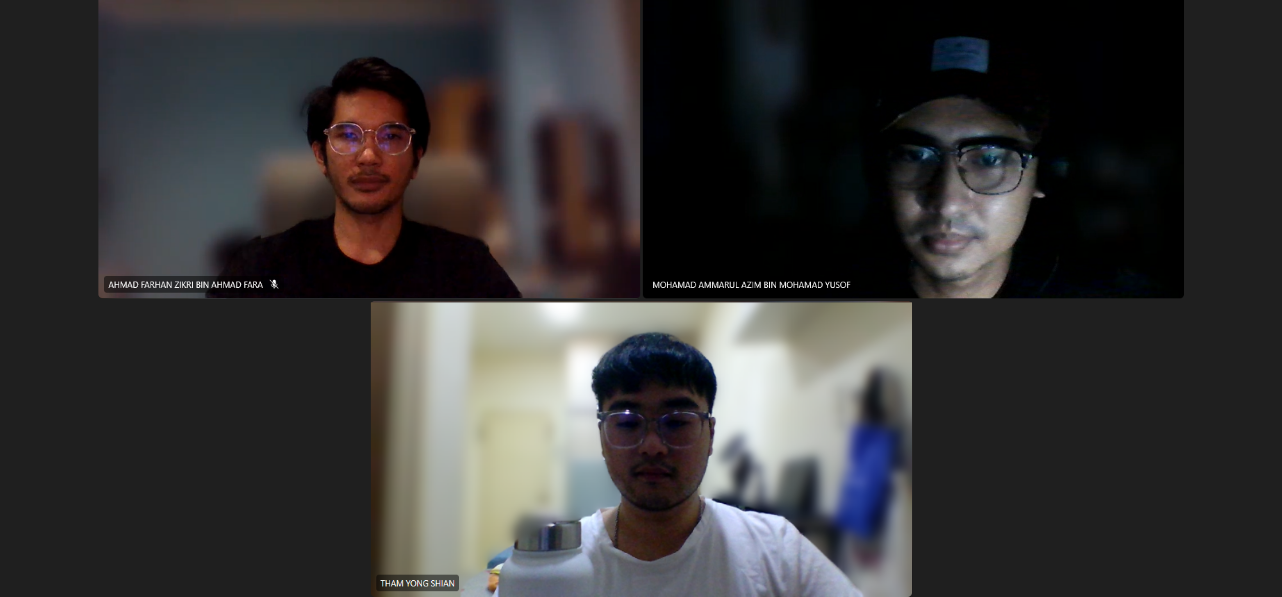 AHMAD FARHAN ZIKRI BIN AHMAD FARA
MOHAMAD AMMARUL AZIM BIN MOHAMAD YUSOF
THAM YONG SHIAN